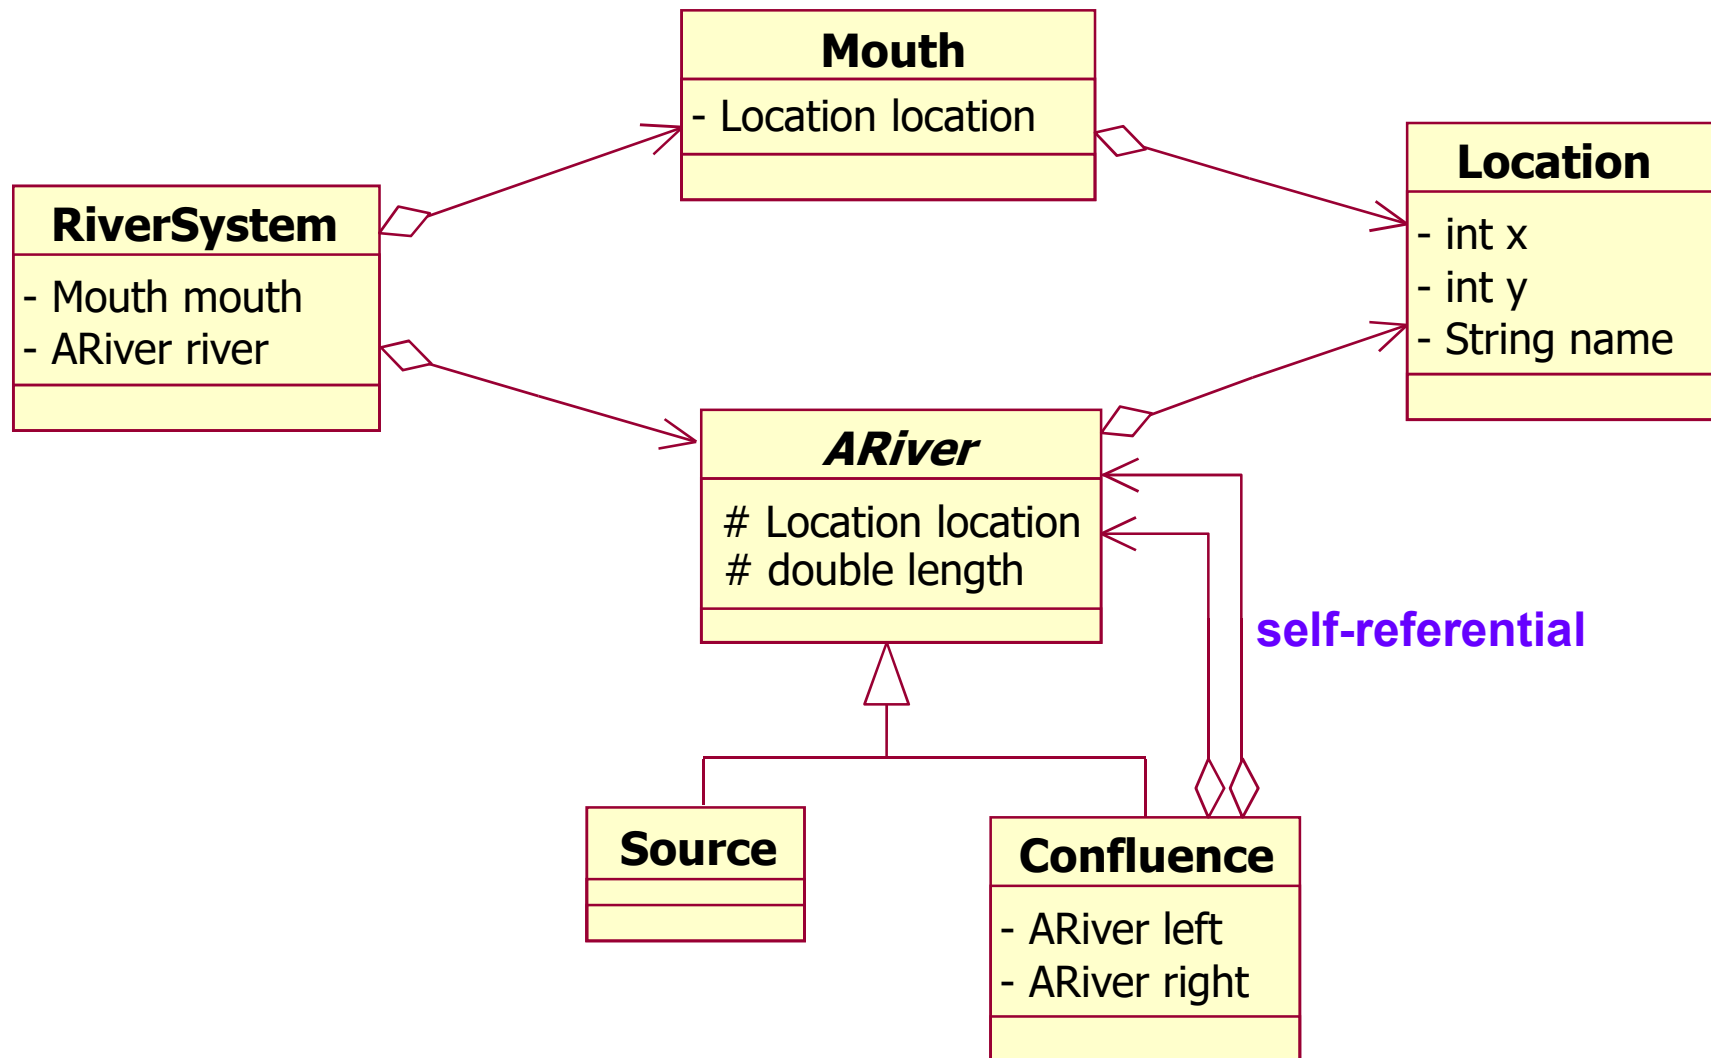 Mouth
- Location location
Location
- int x
- int y
- String name
RiverSystem
- Mouth mouth
- ARiver river
ARiver
# Location location
# double length
self-referential
Source
Confluence
- ARiver left
- ARiver right